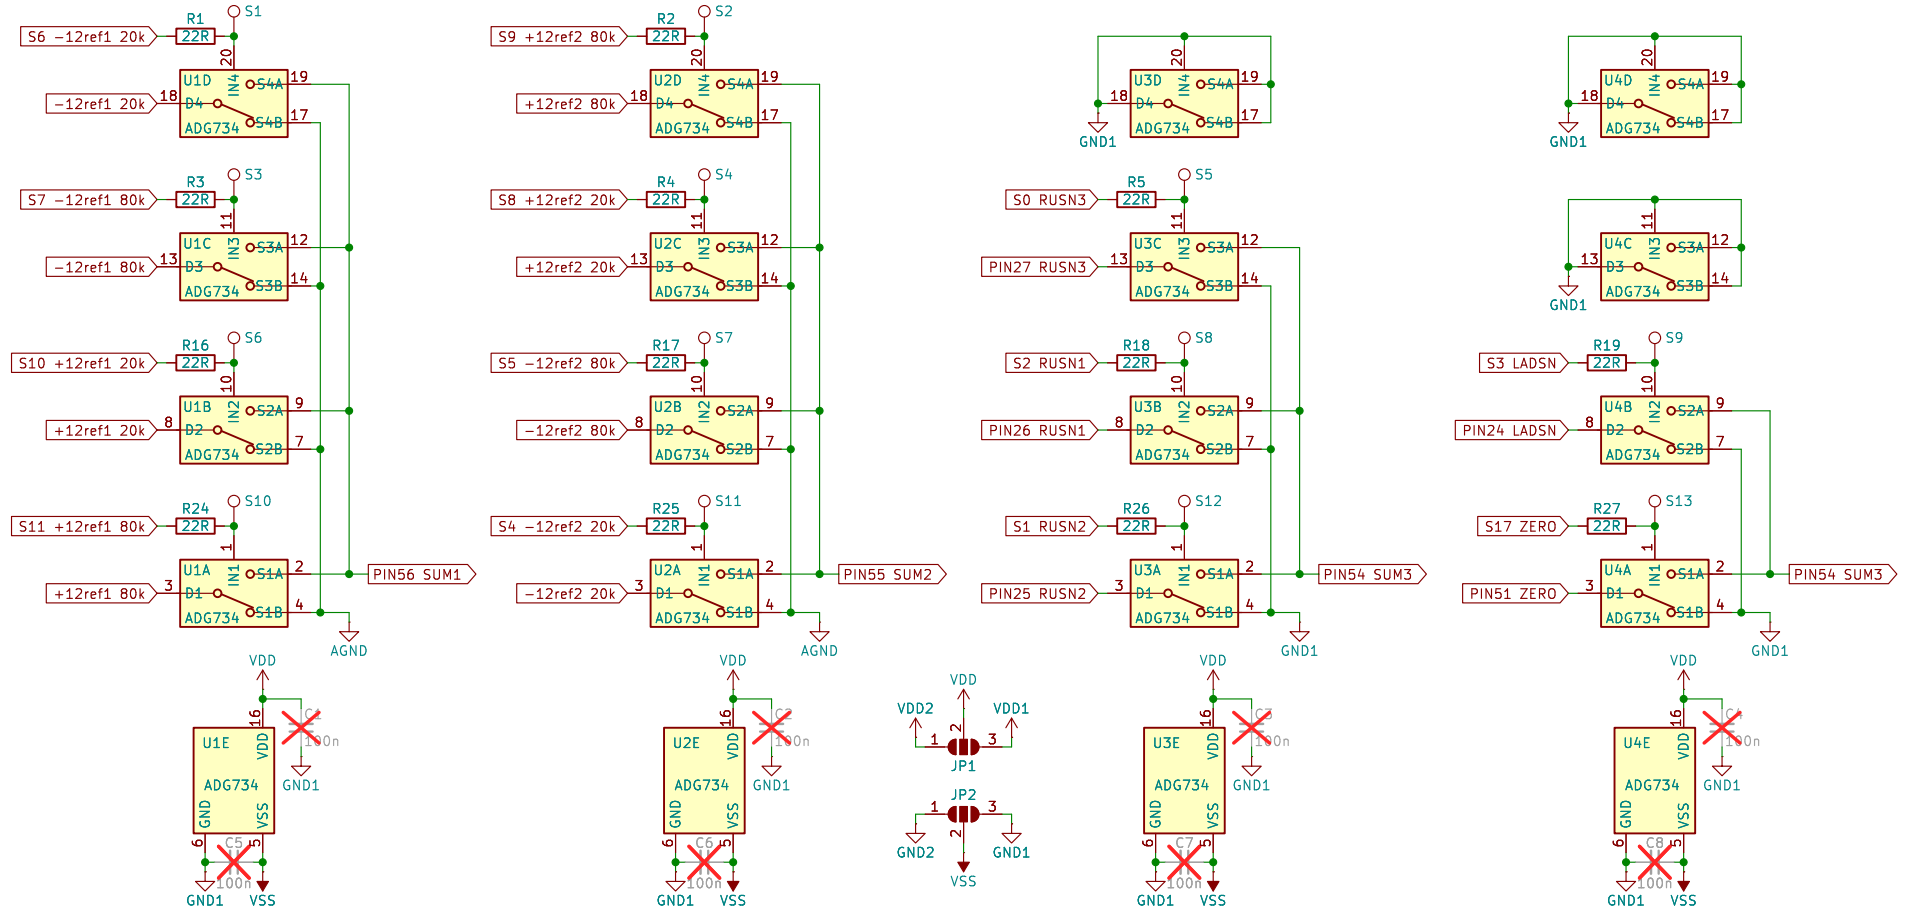 S1
R1
S6 -12ref1 20k
22R
20
U1D
IN4
S4A
19
-12ref1 20k
18
D4
S4B
17
ADG734
S2
R2
S9 +12ref2 80k
22R
20
U2D
IN4
S4A
19
+12ref2 80k
18
D4
S4B
17
ADG734
20
U3D
IN4
S4A
19
18
D4
S4B
17
ADG734
GND1
20
U4D
IN4
S4A
19
18
D4
S4B
17
ADG734
GND1
S3
R3
S7 -12ref1 80k
22R
11
U1C
IN3
S3A
12
-12ref1 80k
13
D3
S3B
14
ADG734
S4
R4
S8 +12ref2 20k
22R
11
U2C
IN3
S3A
12
+12ref2 20k
13
D3
S3B
14
ADG734
S5
R5
S0 RUSN3
22R
11
U3C
IN3
S3A
12
PIN27 RUSN3
13
D3
S3B
14
ADG734
11
U4C
IN3
S3A
12
13
D3
S3B
14
ADG734
GND1
S6
R16
S10 +12ref1 20k
22R
10
U1B
IN2
S2A
9
+12ref1 20k
8
D2
S2B
7
ADG734
S7
R17
S5 -12ref2 80k
22R
10
U2B
IN2
S2A
9
-12ref2 80k
8
D2
S2B
7
ADG734
S8
R18
S2 RUSN1
22R
10
U3B
IN2
S2A
9
PIN26 RUSN1
8
D2
S2B
7
ADG734
S9
R19
S3 LADSN
22R
10
U4B
IN2
S2A
9
PIN24 LADSN
8
D2
S2B
7
ADG734
S10
R24
S11 +12ref1 80k
22R
1
U1A
IN1
S1A
2
PIN56 SUM1
+12ref1 80k
3
D1
S1B
4
ADG734
AGND
S11
R25
S4 -12ref2 20k
22R
1
U2A
IN1
S1A
2
PIN55 SUM2
-12ref2 20k
3
D1
S1B
4
ADG734
AGND
S12
R26
S1 RUSN2
22R
1
U3A
IN1
S1A
2
PIN54 SUM3
PIN25 RUSN2
3
D1
S1B
4
ADG734
GND1
S13
R27
S17 ZERO
22R
1
U4A
IN1
S1A
2
PIN54 SUM3
PIN51 ZERO
3
D1
S1B
4
ADG734
GND1
VDD
16
C1
100n
GND1
U1E
VDD
ADG734
GND
VSS
6
5
C5
100n
GND1
VSS
VDD
16
C2
100n
GND1
U2E
VDD
ADG734
GND
VSS
6
5
C6
100n
GND1
VSS
VDD
VDD2
VDD1
2
1
3
JP1
JP2
1
3
2
GND2
GND1
VSS
VDD
16
C3
100n
GND1
U3E
VDD
ADG734
GND
VSS
6
5
C7
100n
GND1
VSS
VDD
16
C4
100n
GND1
U4E
VDD
ADG734
GND
VSS
6
5
C8
100n
GND1
VSS